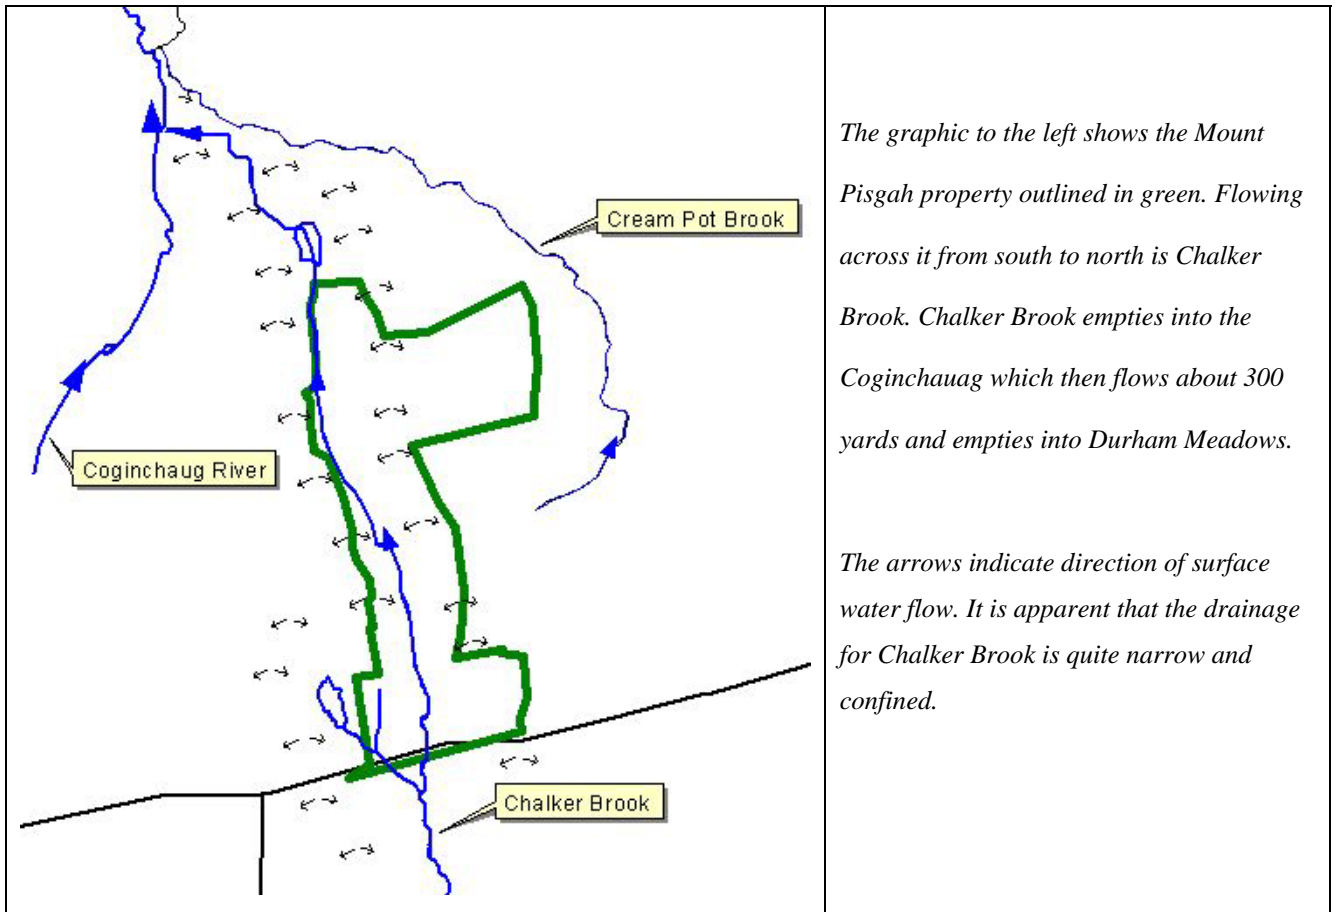 Cream Pot Brook
Coginchaug River
Chalker Brook
The graphic to the left shows the Mount
Pisgah property outlined in green. Flowing
across it from south to north is Chalker
Brook. Chalker Brook empties into the
Coginchauag which then flows about 300
yards and empties into Durham Meadows.
The arrows indicate direction of surface
water flow. It is apparent that the drainage
for Chalker Brook is quite narrow and
confined.